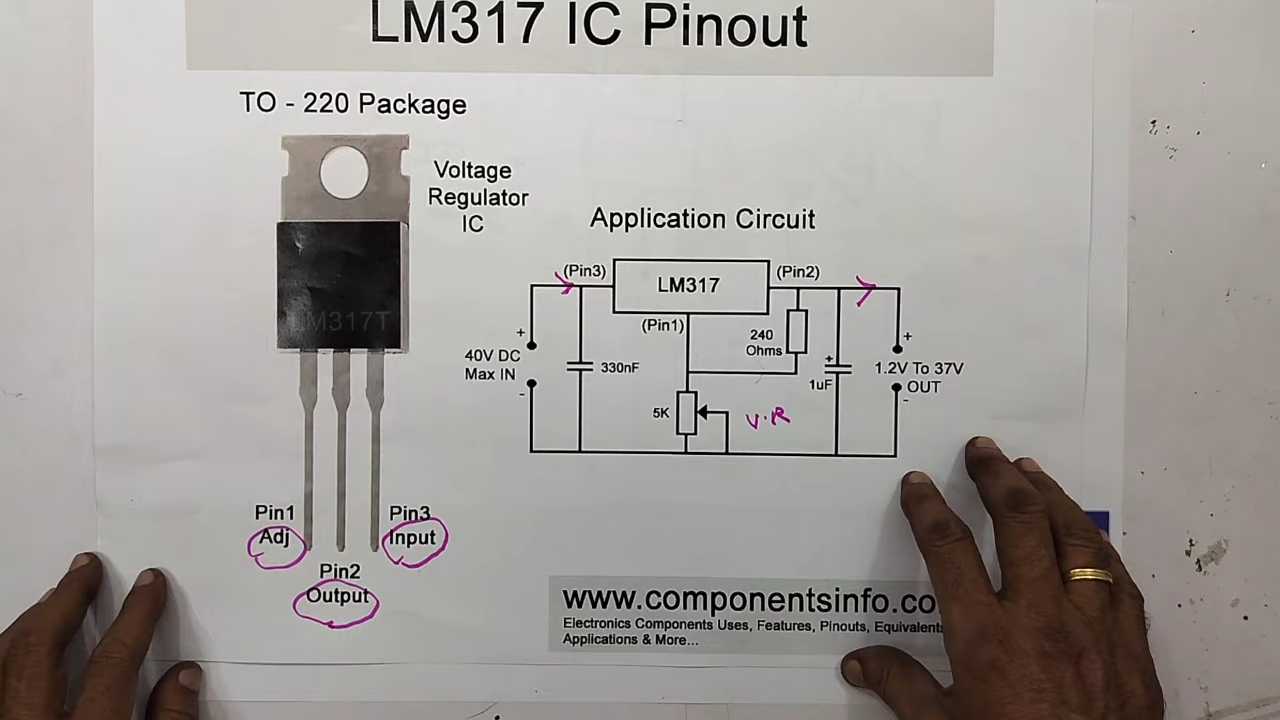 LM317 IC Pinout
TO - 220 Package
Voltage
Regulator
IC
LM317T
Pin1
Adj
Pin2
Output
Pin3
Input
Application Circuit
(Pin3)
LM317
(Pin2)
(Pin1)
240
Ohms
+
40V DC
Max IN
-
330nF
5K
V.R
+
1uF
+
1.2V To 37V
OUT
-
www.componentsinfo.co
Electronics Components Uses, Features, Pinouts, Equivalents
Applications & More...